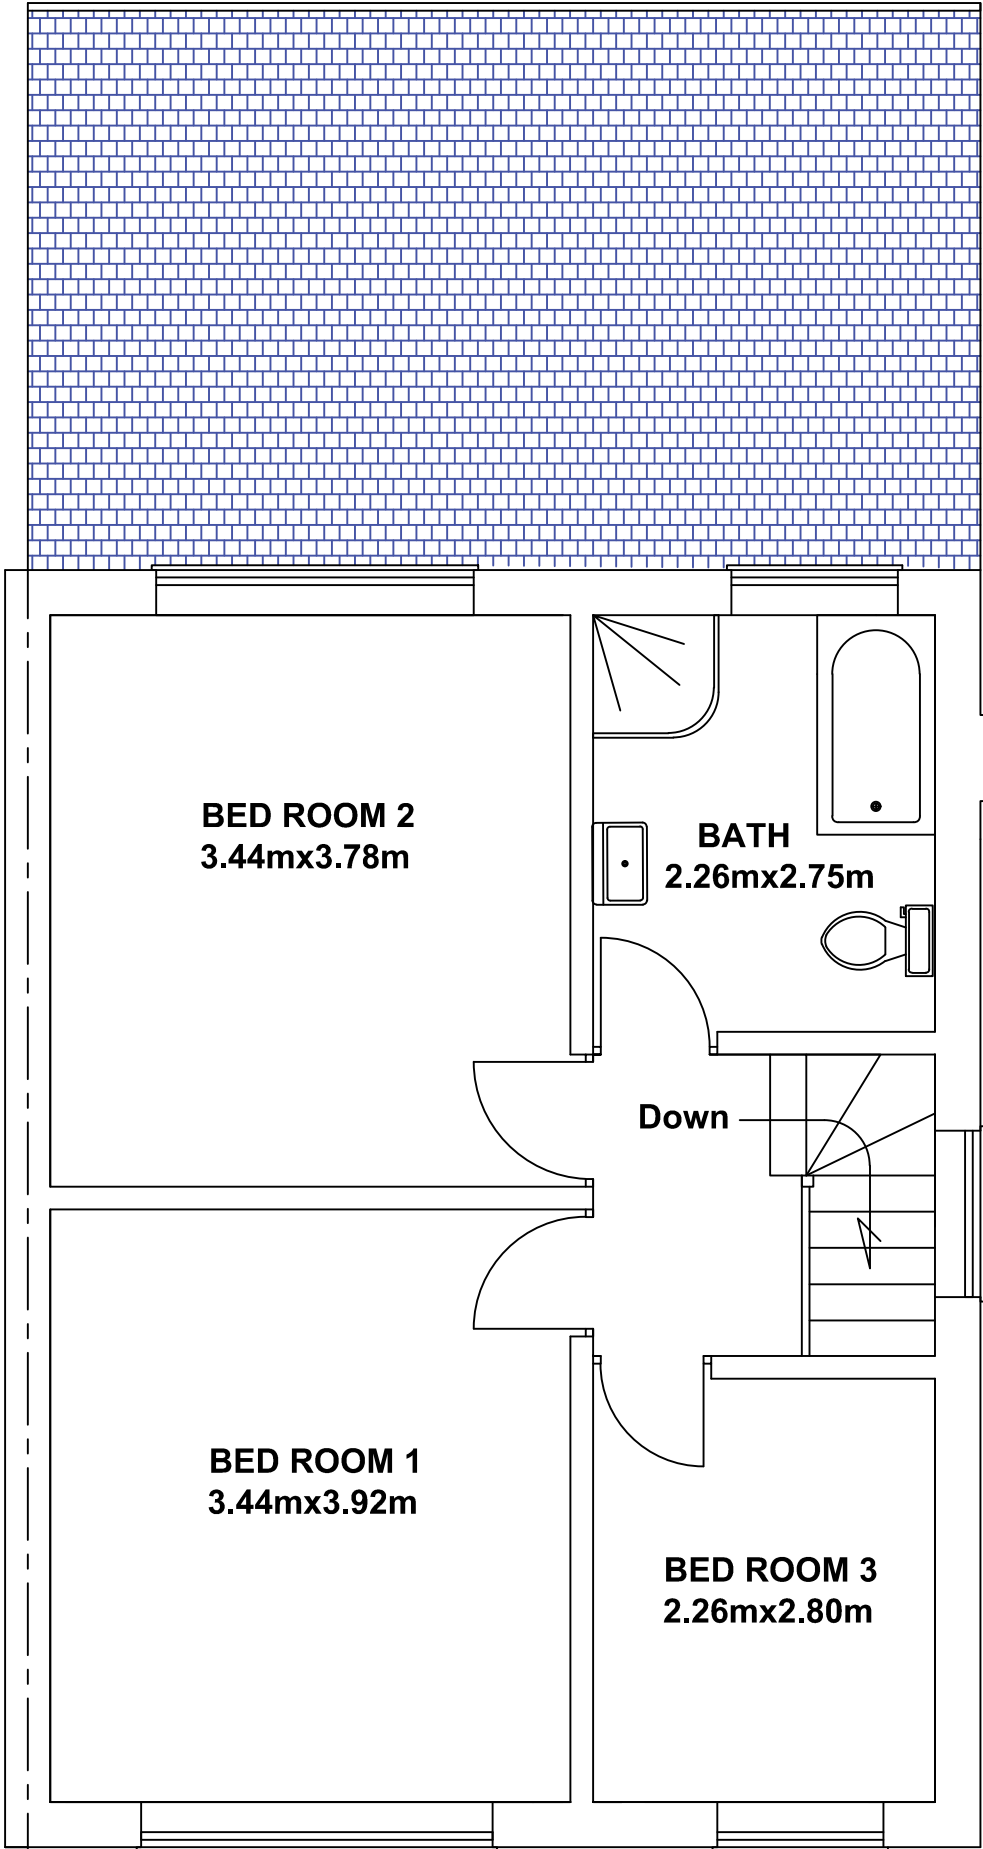 BED ROOM 2
3.44mx3.78m
BATH
2.26mx2.75m
Down
BED ROOM 1
3.44mx3.92m
BED ROOM 3
2.26mx2.80m